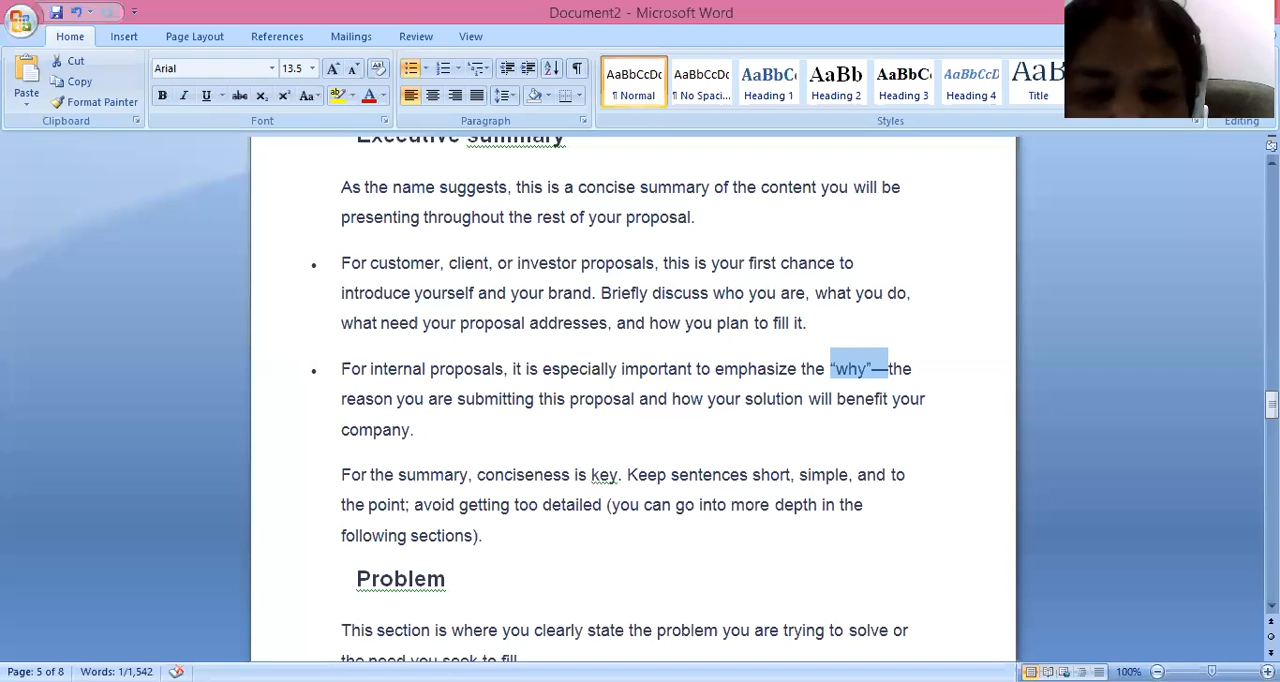 Document2 - Microsoft Word
Home Insert Page Layout References Mailings Review View
Paste
Cut
Copy
Format Painter
Clipboard
Arial 13.5
Font
Paragraph
AaBbCcDc AaBbCcDc AaBbC AaBb AaBbC AaBbCcD AaB
¶ Normal ¶ No Spaci... Heading 1 Heading 2 Heading 3 Heading 4 Title
Styles
Editing
Executive summary
As the name suggests, this is a concise summary of the content you will be
presenting throughout the rest of your proposal.
• For customer, client, or investor proposals, this is your first chance to
introduce yourself and your brand. Briefly discuss who you are, what you do,
what need your proposal addresses, and how you plan to fill it.
• For internal proposals, it is especially important to emphasize the “why”—the
reason you are submitting this proposal and how your solution will benefit your
company.
For the summary, conciseness is key. Keep sentences short, simple, and to
the point; avoid getting too detailed (you can go into more depth in the
following sections).
Problem
This section is where you clearly state the problem you are trying to solve or
the need you seek to fill
Page: 5 of 8 Words: 1/1,542 100%